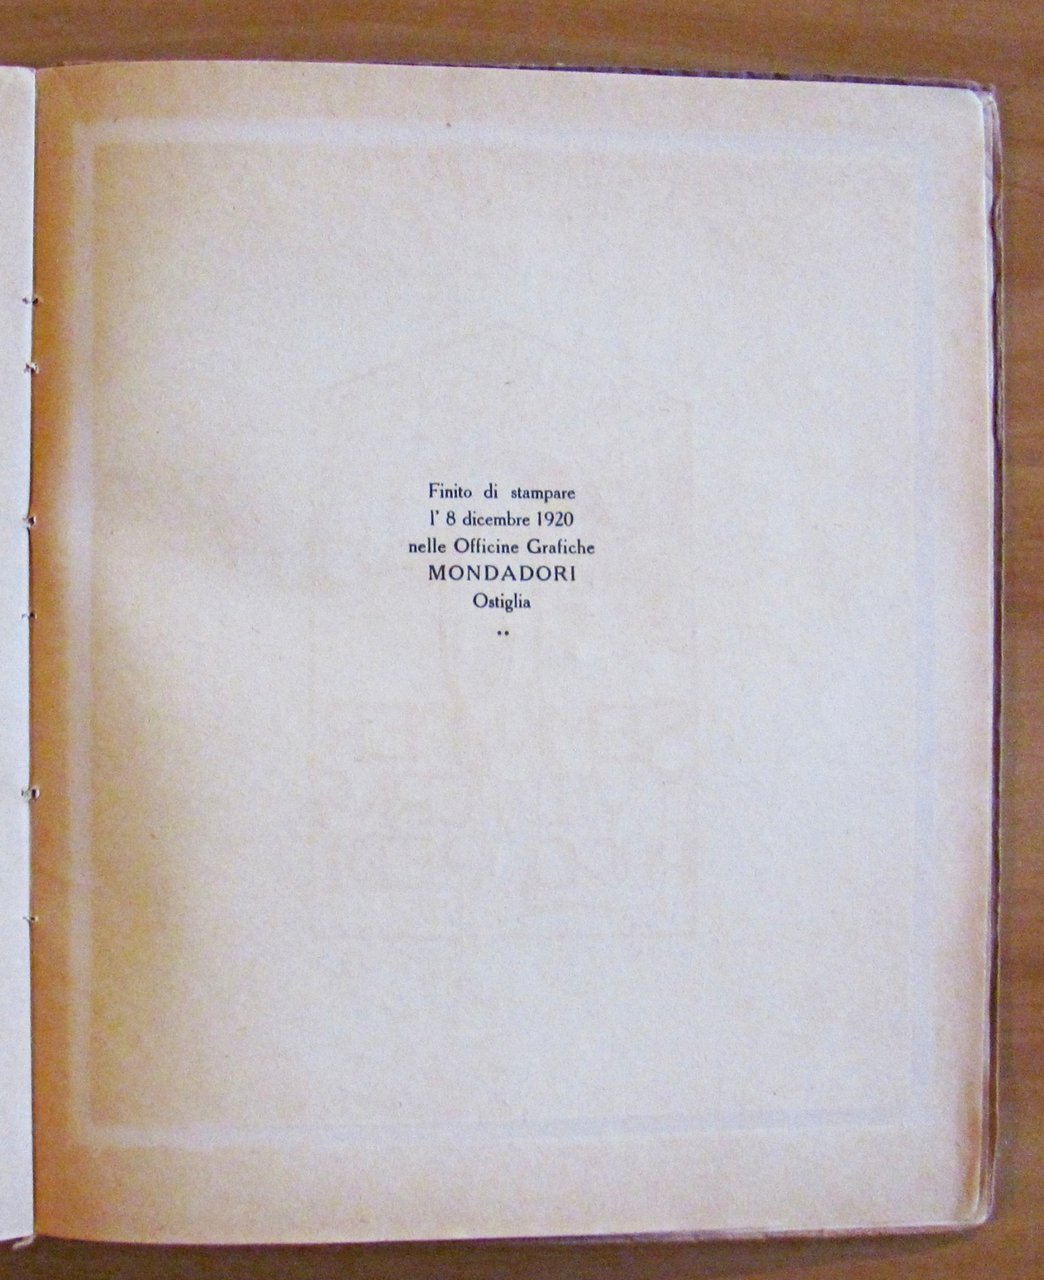 Finito di stampare
l' 8 dicembre 1920
nelle Officine Grafiche
MONDADORI
Ostiglia